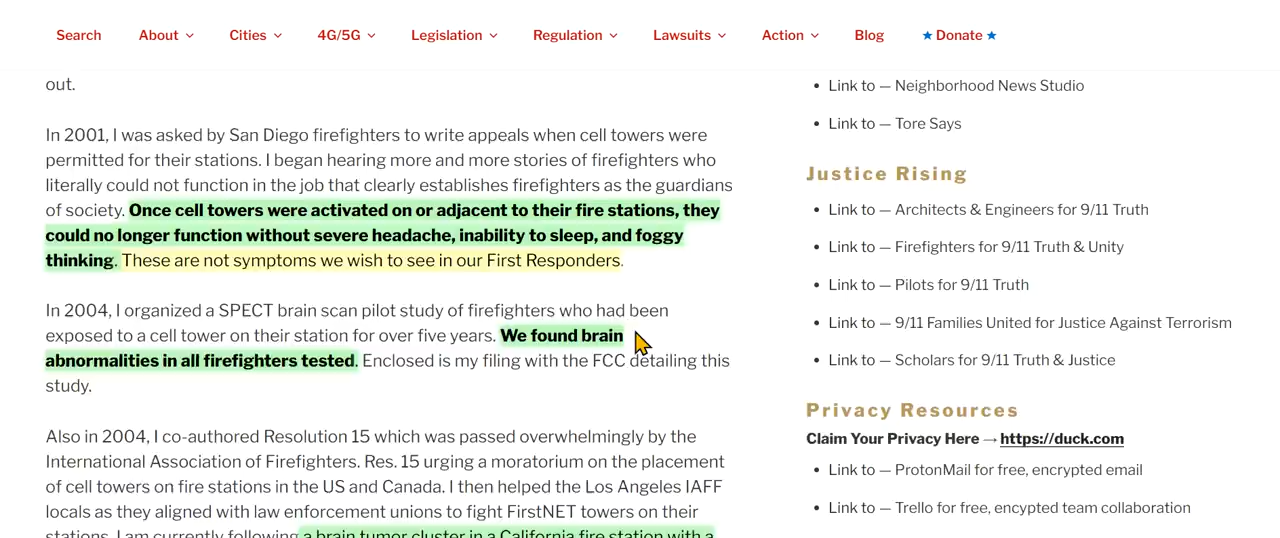 Search About Cities 4G/5G Legislation Regulation Lawsuits Action Blog Donate
out.
In 2001, I was asked by San Diego firefighters to write appeals when cell towers were
permitted for their stations. I began hearing more and more stories of firefighters who
literally could not function in the job that clearly establishes firefighters as the guardians
of society. Once cell towers were activated on or adjacent to their fire stations, they
could no longer function without severe headache, inability to sleep, and foggy
thinking. These are not symptoms we wish to see in our First Responders.
In 2004, I organized a SPECT brain scan pilot study of firefighters who had been
exposed to a cell tower on their station for over five years. We found brain
abnormalities in all firefighters tested. Enclosed is my filing with the FCC detailing this
study.
Also in 2004, I co-authored Resolution 15 which was passed overwhelmingly by the
International Association of Firefighters. Res. 15 urging a moratorium on the placement
of cell towers on fire stations in the US and Canada. I then helped the Los Angeles IAFF
locals as they aligned with law enforcement unions to fight FirstNET towers on their
stations. I am currently following a brain tumor cluster in a California fire station with a
Link to — Neighborhood News Studio
Link to — Tore Says
Justice Rising
Link to — Architects & Engineers for 9/11 Truth
Link to — Firefighters for 9/11 Truth & Unity
Link to — Pilots for 9/11 Truth
Link to — 9/11 Families United for Justice Against Terrorism
Link to — Scholars for 9/11 Truth & Justice
Privacy Resources
Claim Your Privacy Here → https://duck.com
Link to — ProtonMail for free, encrypted email
Link to — Trello for free, encypted team collaboration